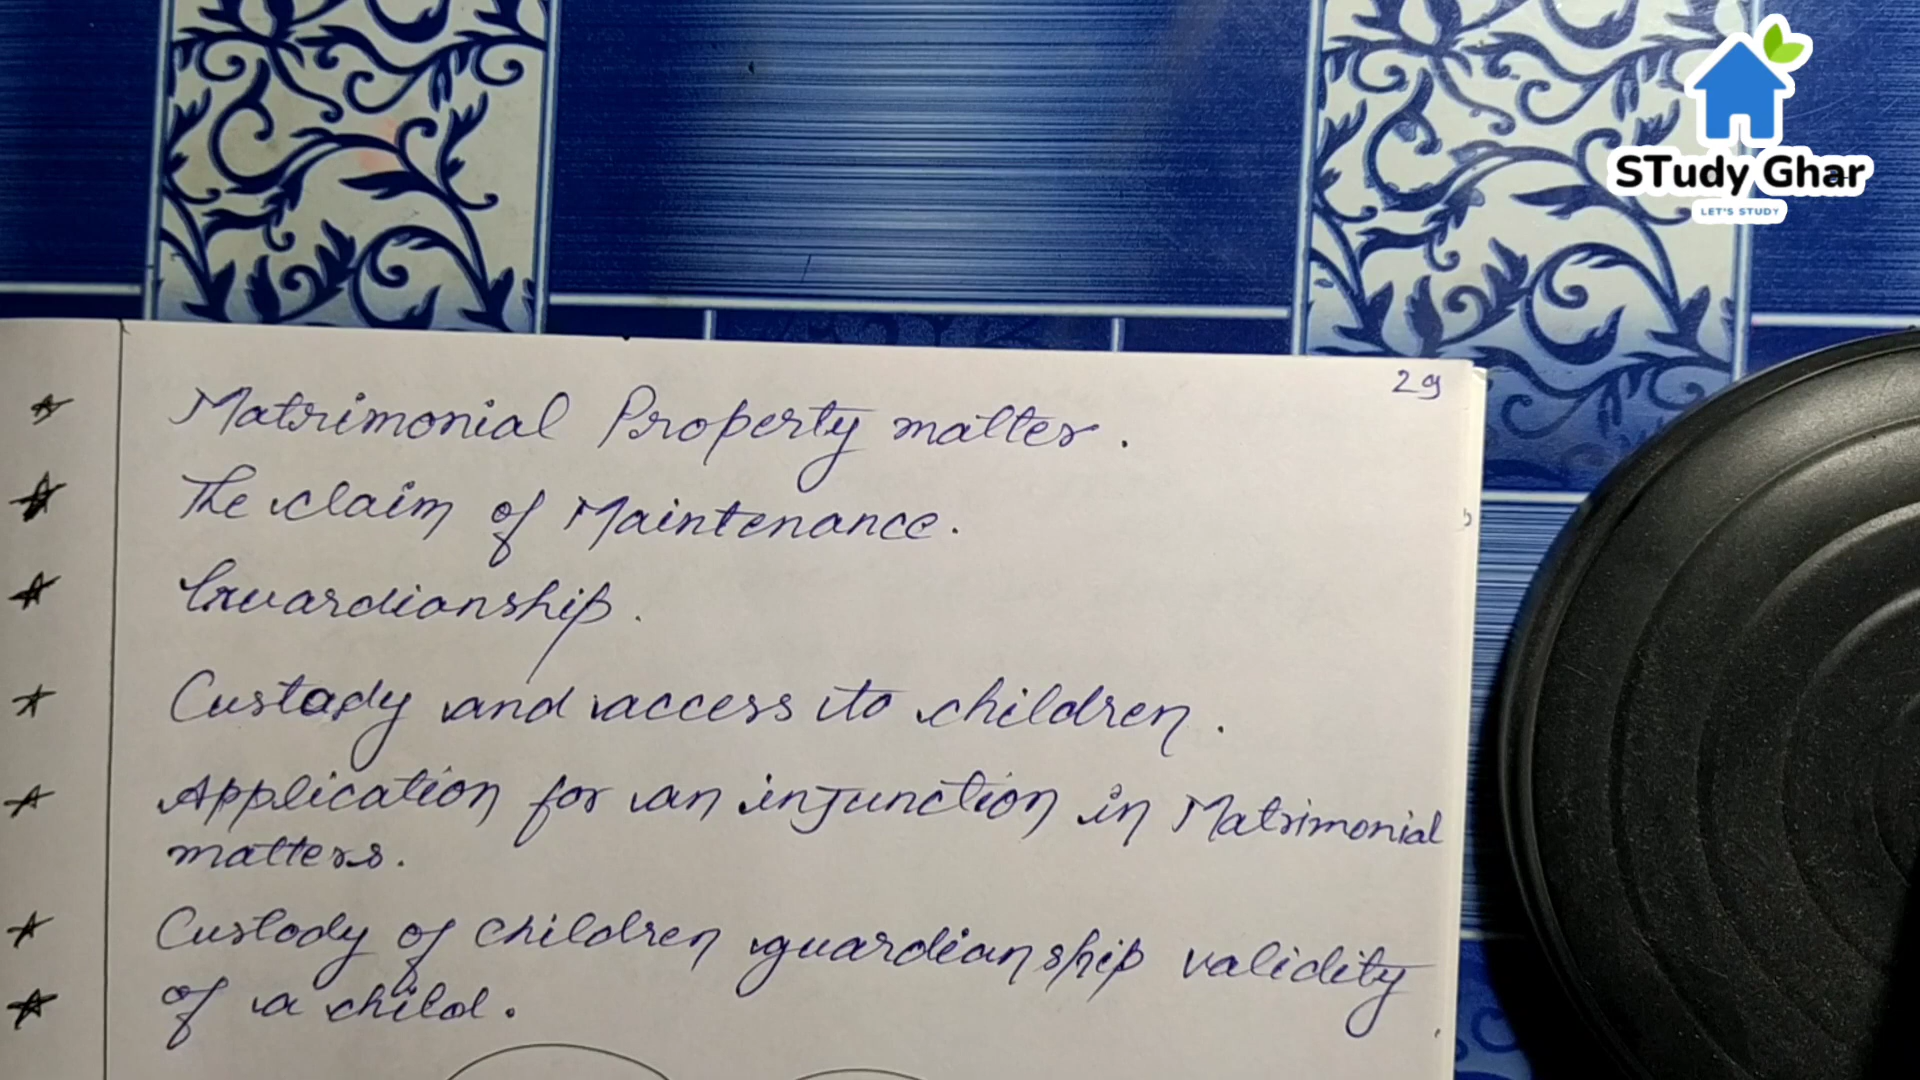 STudy Ghar
LET'S STUDY
29
Matrimonial Property matter.
The claim of Maintenance.
Guardianship.
Custody and access to children.
Application for an injunction in Matrimonial
matters.
Custody of children guardianship validity
of a child.